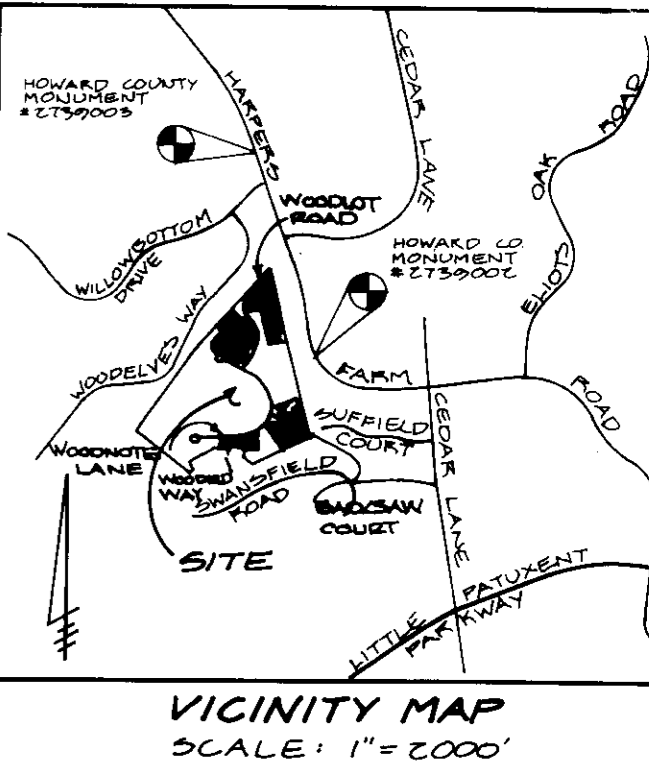 HOWARD COUNTY
MONUMENT
#2739003
HARPERS
CEDAR LANE
OAK ROAD
WOODLOT
ROAD
HOWARD CO.
MONUMENT
#2739002
WILLOWBOTTOM
DRIVE
ELIOTS
WOODELVES WAY
FARM
ROAD
SUFFIELD
COURT
CEDAR LANE
WOODNOTE
LANE
WAY
SWANSFIELD
ROAD
COURT
SITE
LITTLE PATUXENT
PARKWAY
VICINITY MAP
SCALE: 1"=2000'